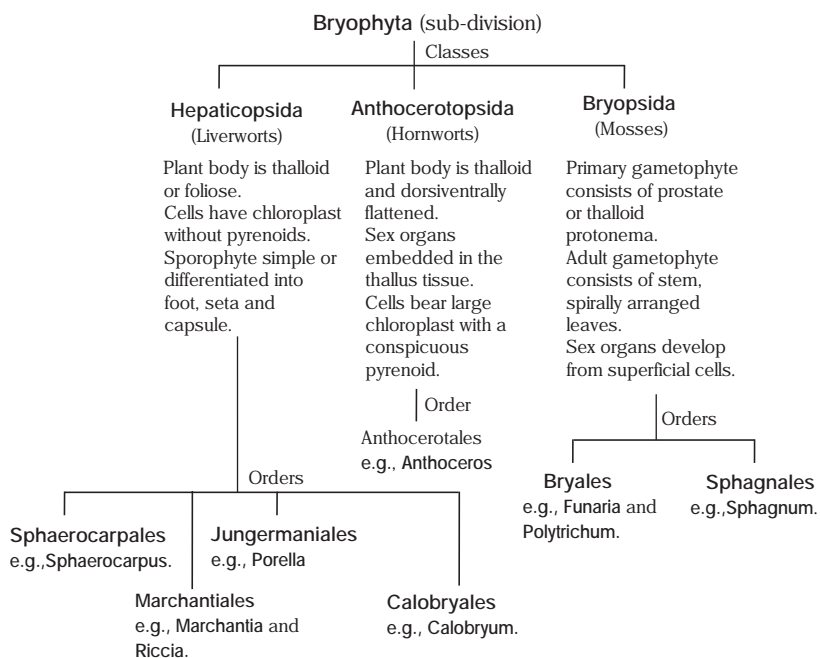 Bryophyta (sub-division)
Classes
Hepaticopsida
(Liverworts)
Plant body is thalloid
or foliose.
Cells have chloroplast
without pyrenoids.
Sporophyte simple or
differentiated into
foot, seta and
capsule.
Anthocerotopsida
(Hornworts)
Plant body is thalloid
and dorsiventrally
flattened.
Sex organs
embedded in the
thallus tissue.
Cells bear large
chloroplast with a
conspicuous
pyrenoid.
Bryopsida
(Mosses)
Primary gametophyte
consists of prostate
or thalloid
protonema.
Adult gametophyte
consists of stem,
spirally arranged
leaves.
Sex organs develop
from superficial cells.
Order
Anthocerotales
e.g., Anthoceros
Orders
Bryales
e.g., Funaria and
Polytrichum.
Sphagnales
e.g.,Sphagnum.
Orders
Sphaerocarpales
e.g.,Sphaerocarpus.
Jungermaniales
e.g., Porella
Marchantiales
e.g., Marchantia and
Riccia.
Calobryales
e.g., Calobryum.